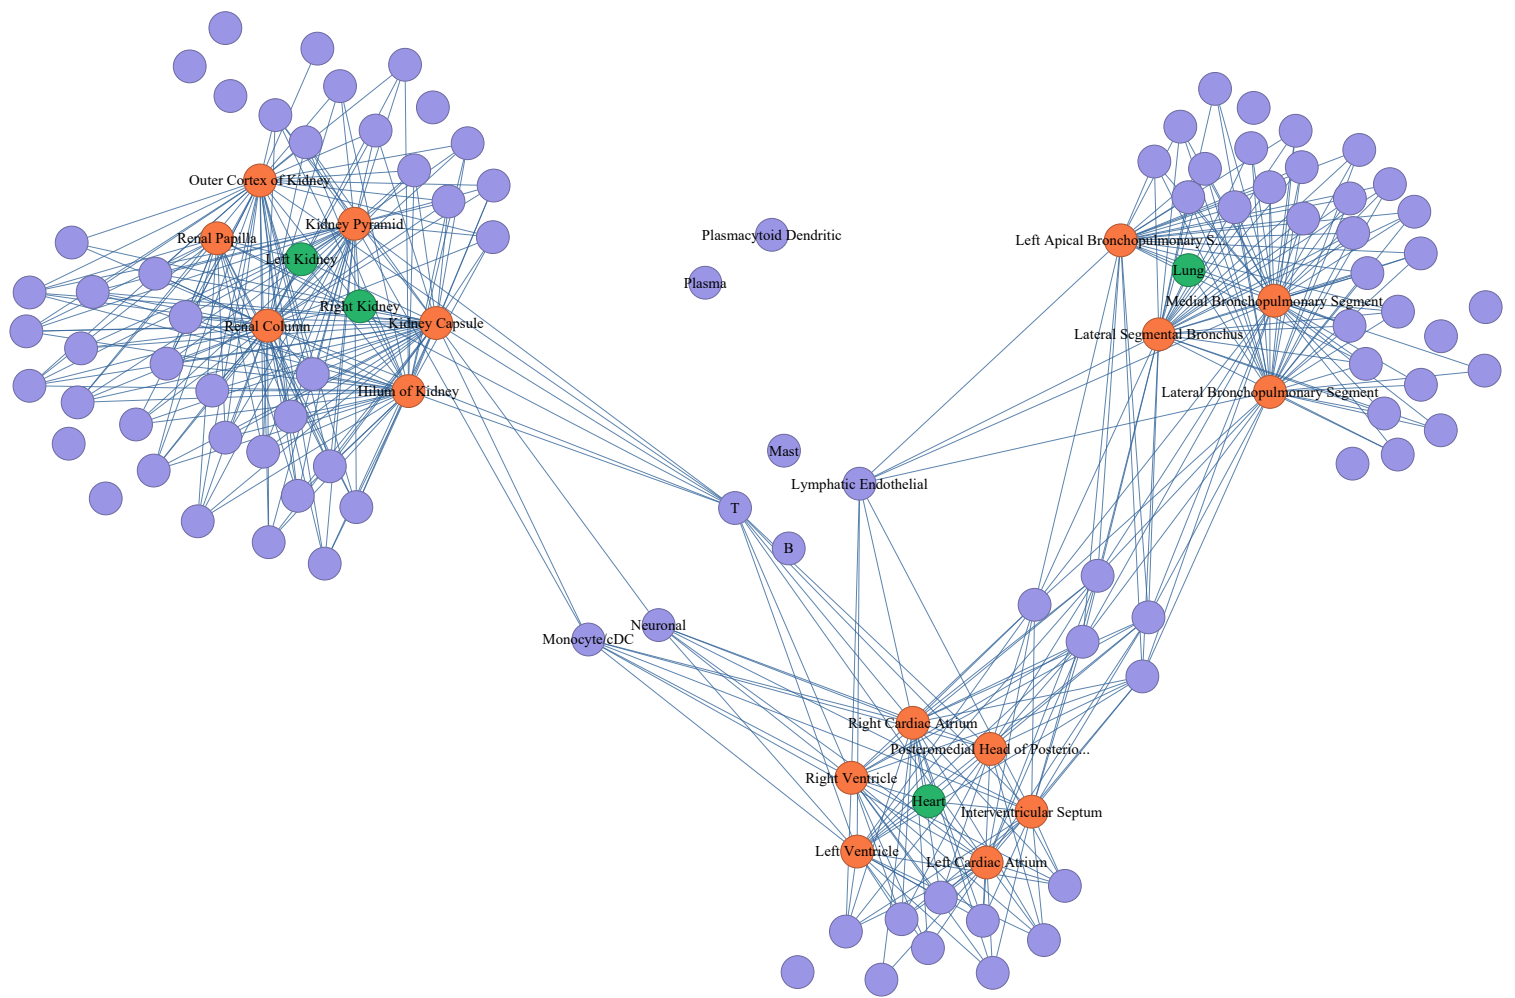 Outer Cortex of Kidney
Kidney Pyramid
Renal Papilla
Left Kidney
Right Kidney
Renal Column
Kidney Capsule
Hilum of Kidney
Plasmacytoid Dendritic
Plasma
Left Apical Bronchopulmonary S...
Lung
Medial Bronchopulmonary Segment
Lateral Segmental Bronchus
Lateral Bronchopulmonary Segment
Mast
Lymphatic Endothelial
T
B
Neuronal
Monocyte/cDC
Right Cardiac Atrium
Posteromedial Head of Posterio...
Right Ventricle
Heart
Interventricular Septum
Left Ventricle
Left Cardiac Atrium